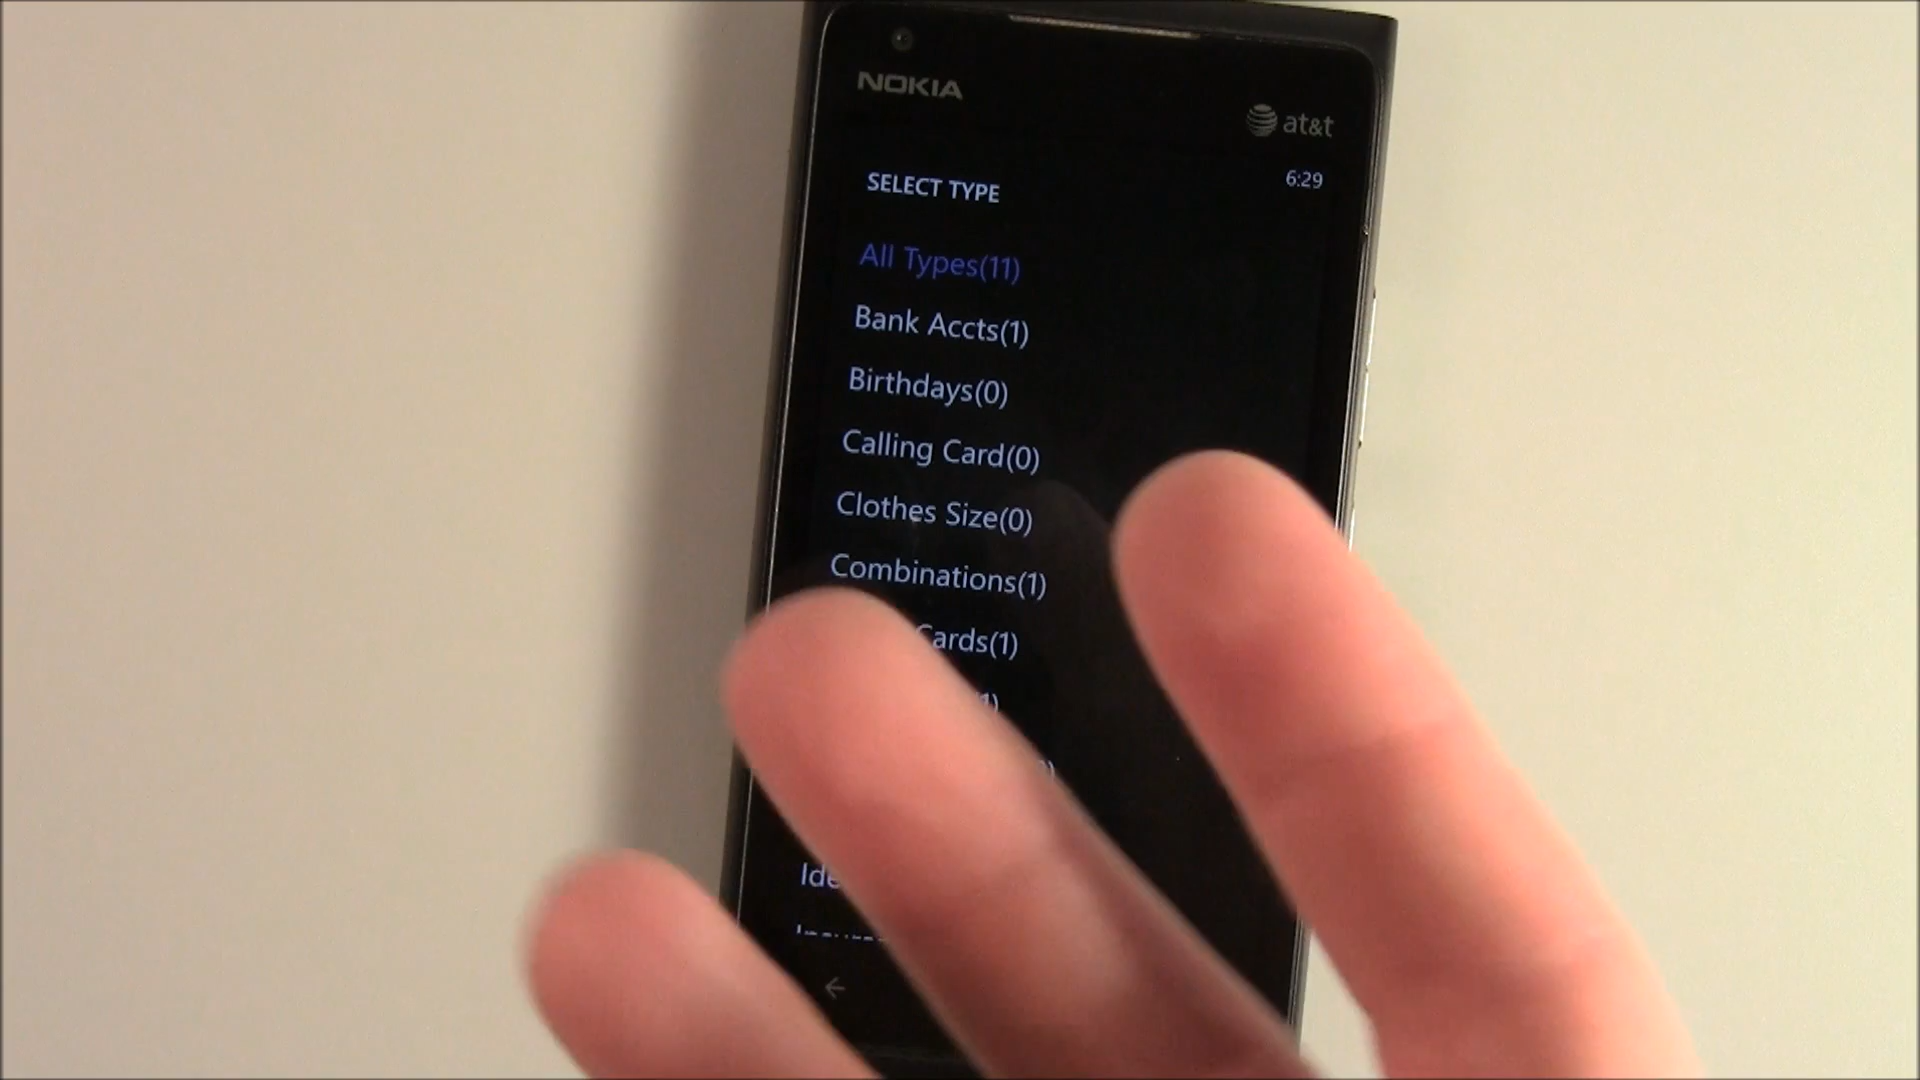 NOKIA
at&t
6:29
SELECT TYPE
All Types(11)
Bank Accts(1)
Birthdays(0)
Calling Card(0)
Clothes Size(0)
Combinations(1)
Cards(1)